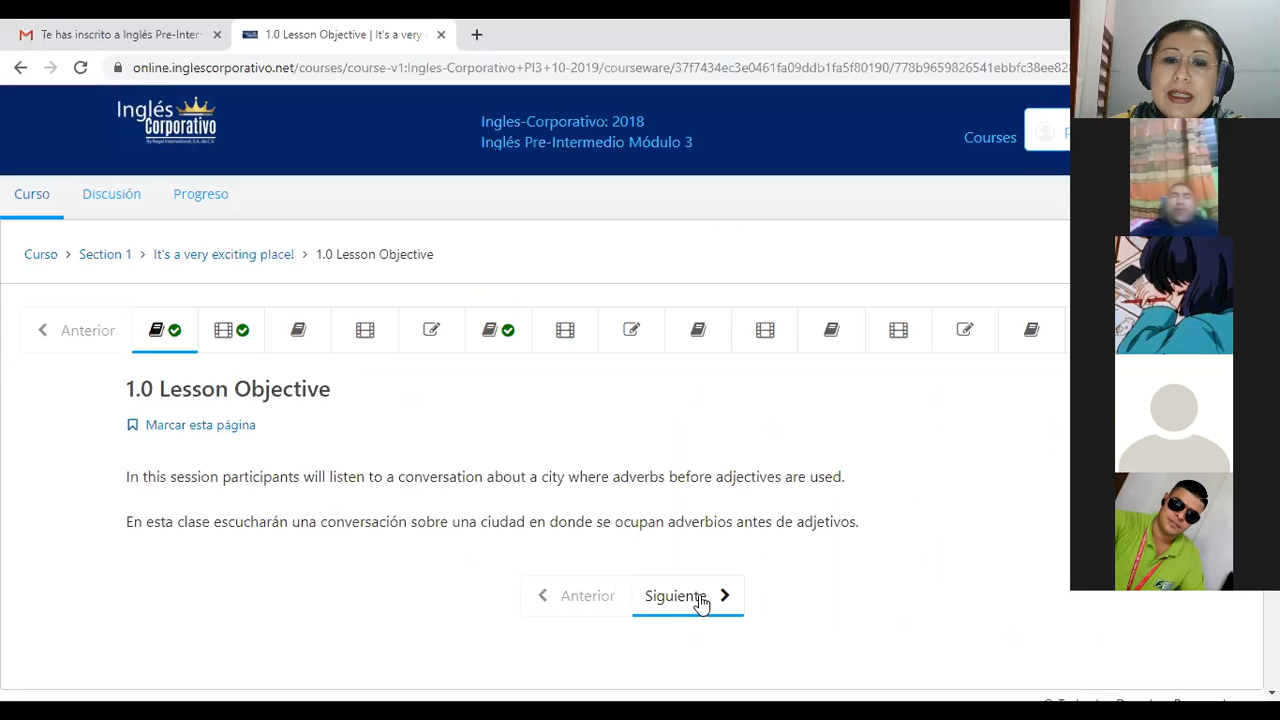 Te has inscrito a Inglés Pre-Inter
1.0 Lesson Objective | It's a very
online.inglescorporativo.net/courses/course-v1:Ingles-Corporativo+PI3+10-2019/courseware/37f7434ec3e0461fa09ddb1fa5f80190/778b9659826541ebbfc38ee82
Inglés
Corporativo
Ingles-Corporativo: 2018
Inglés Pre-Intermedio Módulo 3
Courses
Curso
Discusión
Progreso
Curso > Section 1 > It's a very exciting place! > 1.0 Lesson Objective
Anterior
1.0 Lesson Objective
Marcar esta página
In this session participants will listen to a conversation about a city where adverbs before adjectives are used.
En esta clase escucharán una conversación sobre una ciudad en donde se ocupan adverbios antes de adjetivos.
Anterior
Siguiente